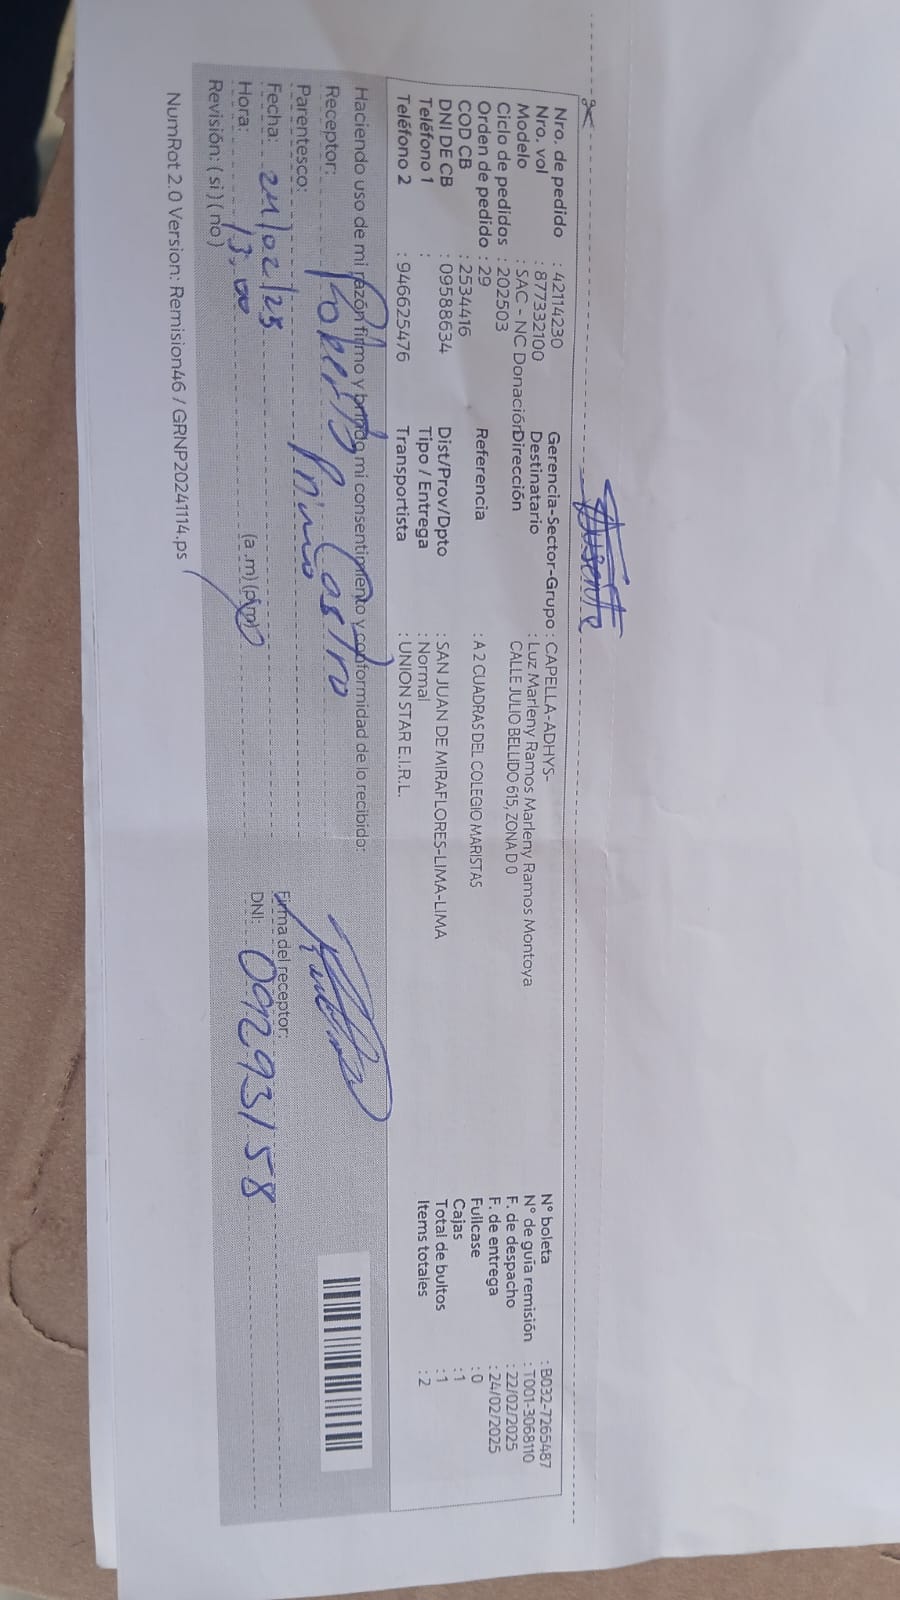 Ausente
Nro. de pedido : 42114230
Nro. vol : 877332100
Modelo : SAC - NC Donación
Ciclo de pedidos : 202503
Orden de pedido : 29
COD CB : 2534416
DNI DE CB : 09588634
Teléfono 1 :
Teléfono 2 : 946625476
Gerencia-Sector-Grupo : CAPELLA-ADHYS-
Destinatario : Luz Marleny Ramos Marleny Ramos Montoya
Dirección CALLE JULIO BELLIDO 615, ZONA D 0
Referencia : A 2 CUADRAS DEL COLEGIO MARISTAS
Dist/Prov/Dpto : SAN JUAN DE MIRAFLORES-LIMA-LIMA
Tipo / Entrega : Normal
Transportista : UNION STAR E.I.R.L.
N° boleta : B032-7265487
N° de guía remisión : T001-3068110
F. de despacho : 22/02/2025
F. de entrega : 24/02/2025
Fullcase : 0
Cajas : 1
Total de bultos : 1
Items totales : 2
Haciendo uso de mi razón firmo y brindo mi consentimiento y conformidad de lo recibido:
Receptor: Roberto Castro
Parentesco: Primo
Fecha: 24/02/25
Hora: 13:00 (a.m) (p.m)
Revisión: ( si ) ( no )
Firma del receptor:
DNI: 09293158
NumRot 2.0 Version: Remision46 / GRNP20241114.ps